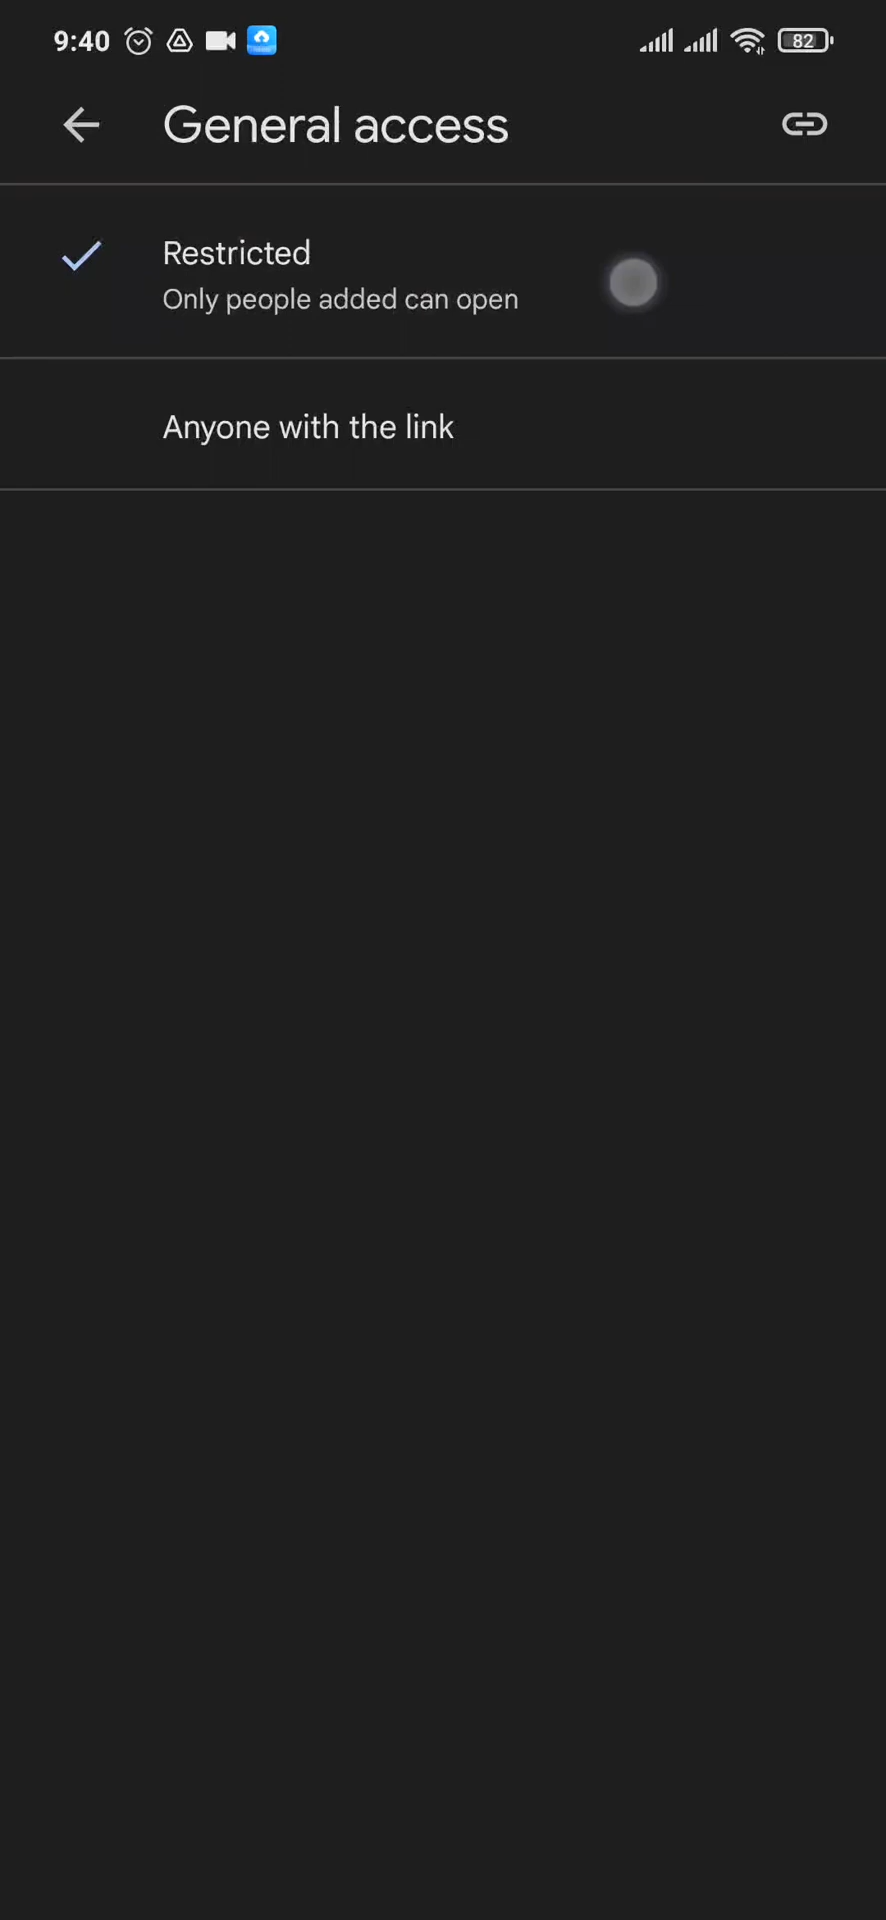 9:40
82
General access
Restricted
Only people added can open
Anyone with the link